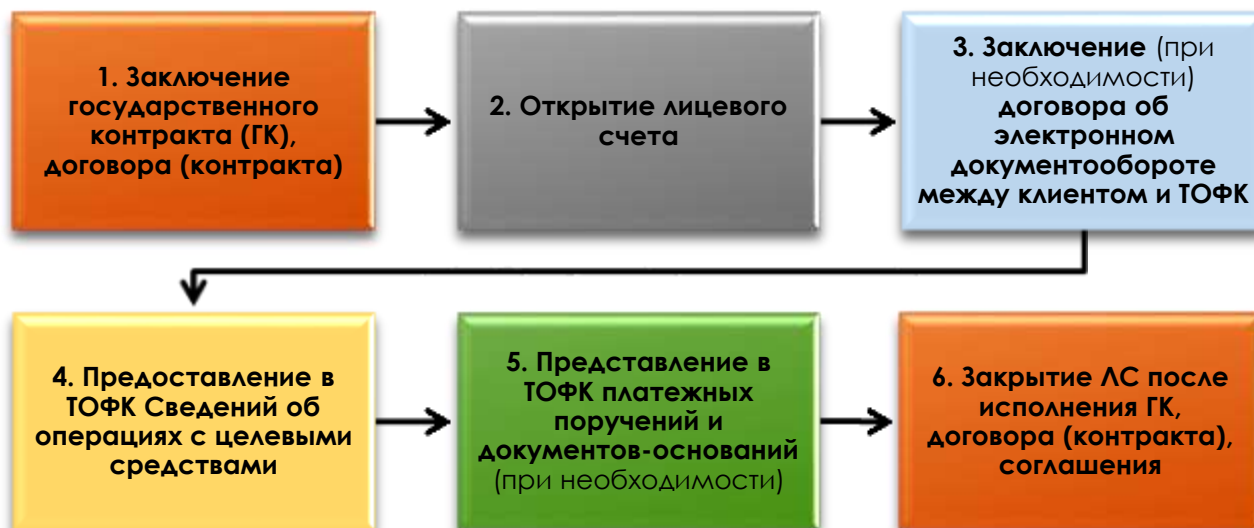 1. Заключение
государственного
контракта (ГК),
договора (контракта)
2. Открытие лицевого
счета
3. Заключение (при
необходимости)
договора об
электронном
документообороте
между клиентом и ТОФК
4. Предоставление в
ТОФК Сведений об
операциях с целевыми
средствами
5. Представление в
ТОФК платежных
поручений и
документов-оснований
(при необходимости)
6. Закрытие ЛС после
исполнения ГК,
договора (контракта),
соглашения